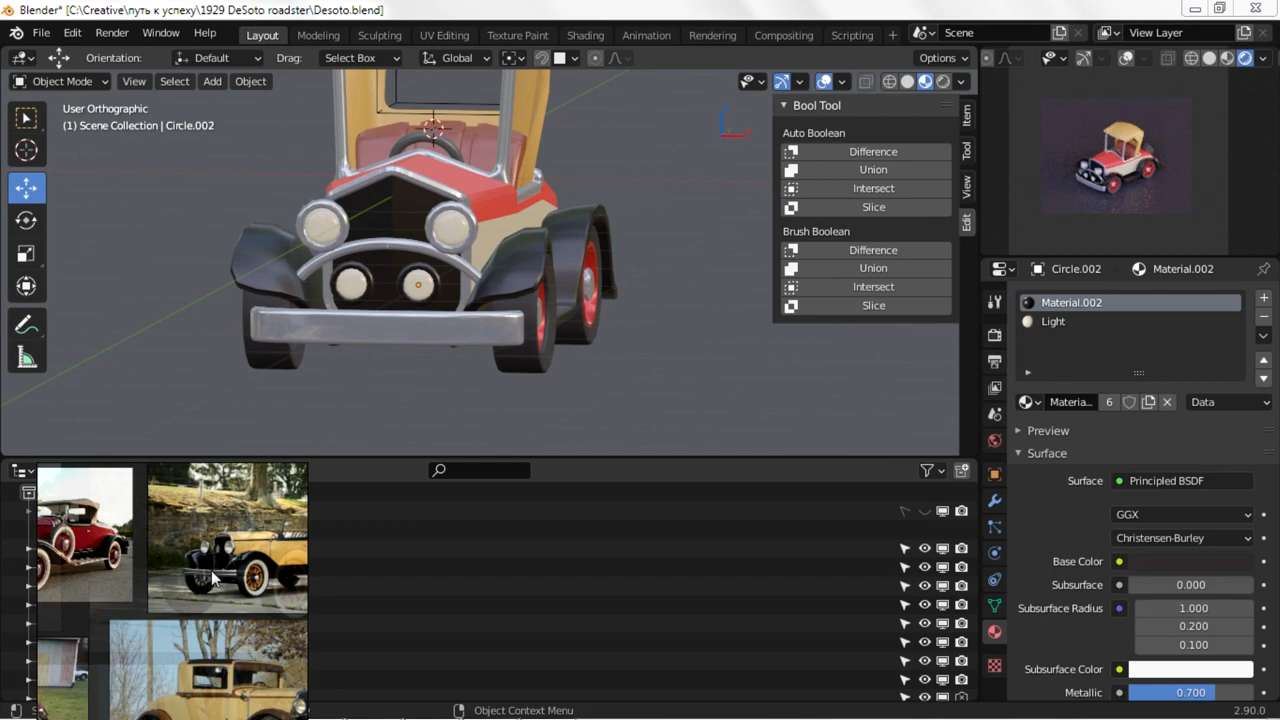 Blender* [C:\Creative\путь к успеху\1929 DeSoto roadster\Desoto.blend]
File Edit Render Window Help Layout Modeling Sculpting UV Editing Texture Paint Shading Animation Rendering Compositing Scripting + Scene View Layer
Orientation: Default Drag: Select Box Global Options
Object Mode View Select Add Object
User Orthographic
(1) Scene Collection | Circle.002
Bool Tool
Auto Boolean
Difference
Union
Intersect
Slice
Brush Boolean
Difference
Union
Intersect
Slice
Item
Tool
View
Edit
Circle.002 Material.002
Material.002
Light
Materia... 6 Data
Preview
Surface
Surface Principled BSDF
GGX
Christensen-Burley
Base Color
Subsurface 0.000
Subsurface Radius 1.000
0.200
0.100
Subsurface Color
Metallic 0.700
Object Context Menu 2.90.0